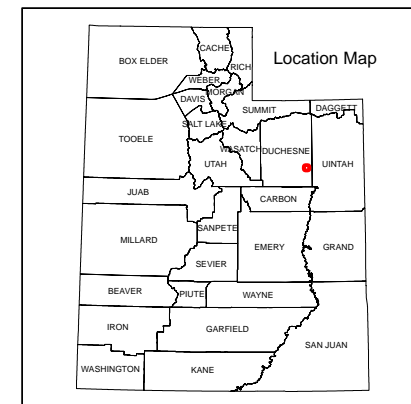 Location Map
CACHE
BOX ELDER
RICH
WEBER
MORGAN
DAVIS
SUMMIT
DAGGETT
SALT LAKE
TOOELE
WASATCH
DUCHESNE
UTAH
UINTAH
JUAB
CARBON
SANPETE
MILLARD
EMERY
GRAND
SEVIER
BEAVER
PIUTE
WAYNE
IRON
GARFIELD
SAN JUAN
WASHINGTON
KANE